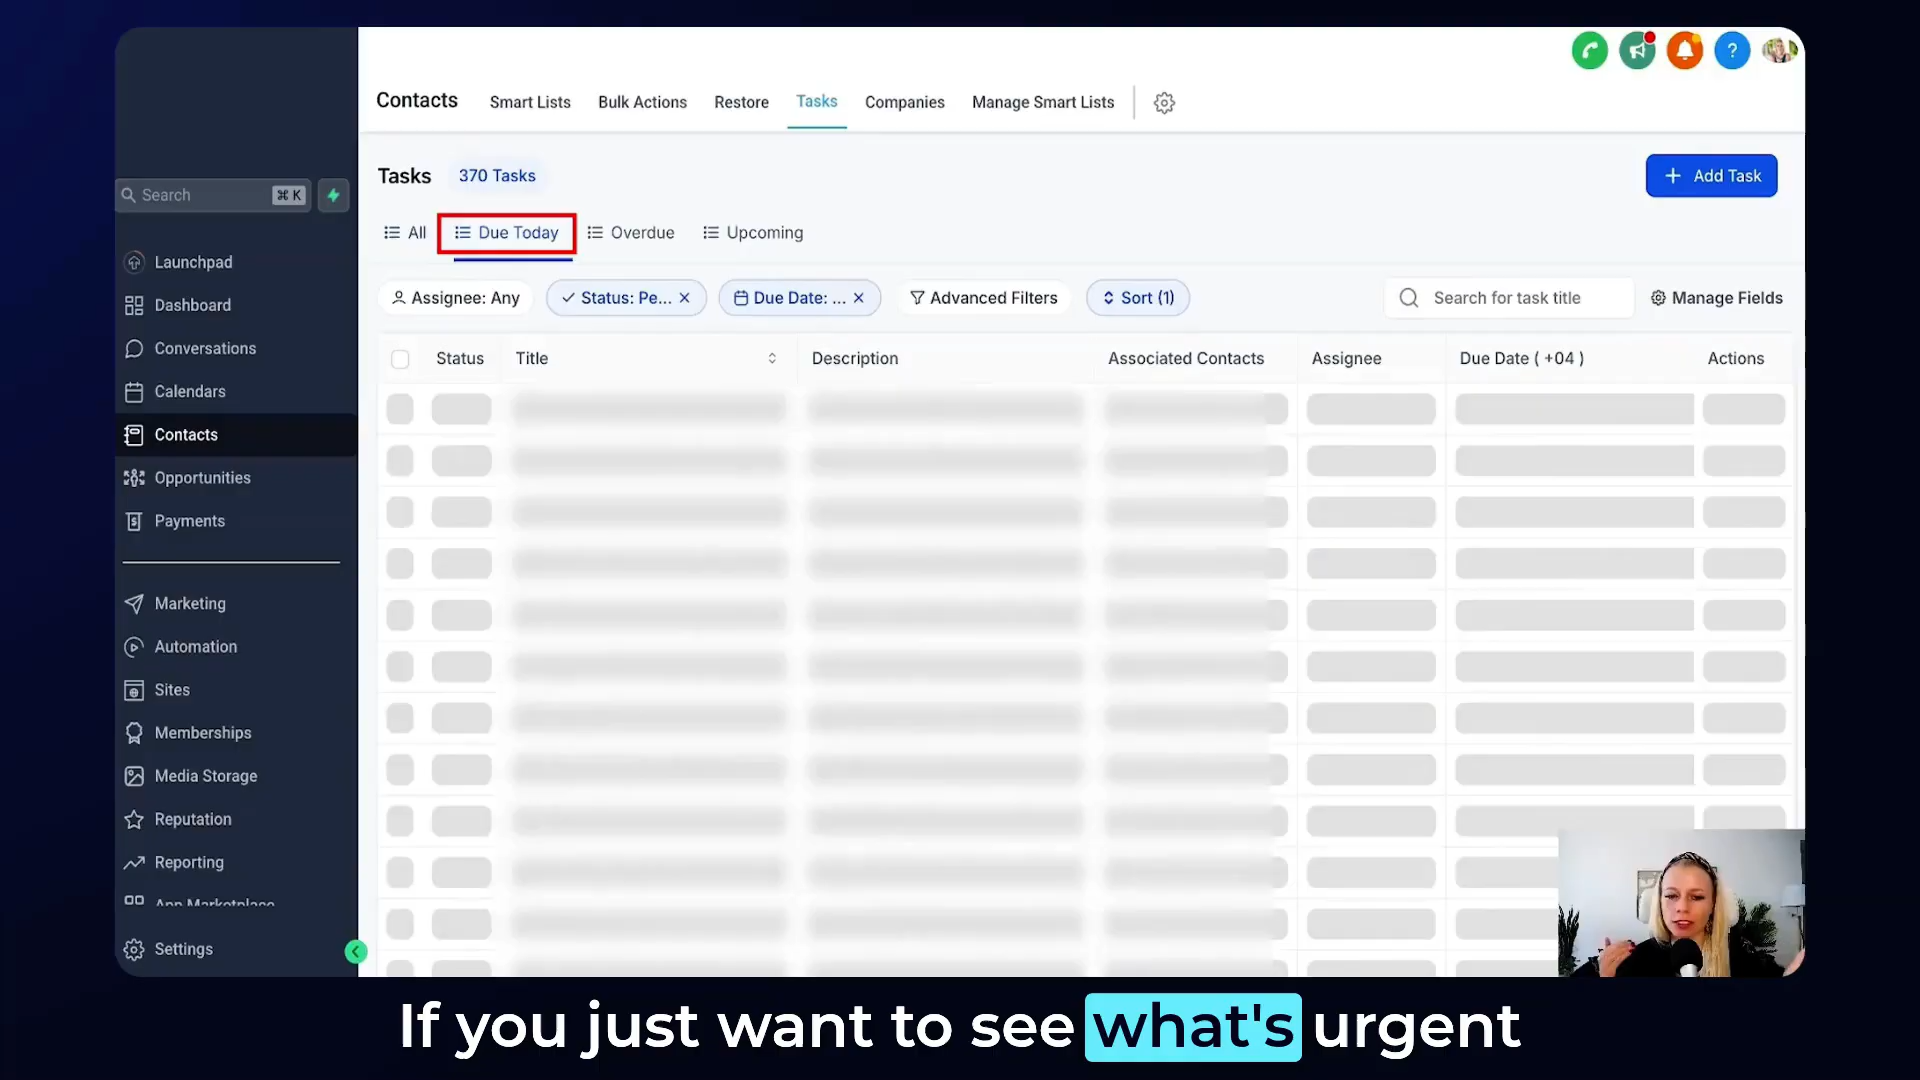 Contacts
Smart Lists
Bulk Actions
Restore
Tasks
Companies
Manage Smart Lists
?
Search
⌘ K
Launchpad
Dashboard
Conversations
Calendars
Contacts
Opportunities
Payments
Marketing
Automation
Sites
Memberships
Media Storage
Reputation
Reporting
App Marketplace
Settings
Tasks
370 Tasks
+ Add Task
All
Due Today
Overdue
Upcoming
Assignee: Any
Status: Pe...
Due Date: ...
Advanced Filters
Sort (1)
Search for task title
Manage Fields
Status
Title
Description
Associated Contacts
Assignee
Due Date ( +04 )
Actions
If you just want to see what's urgent